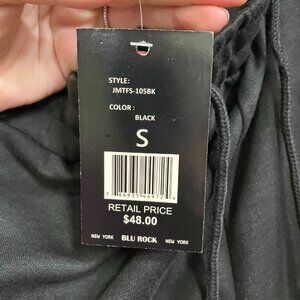 STYLE:
JMTFS-105BK
COLOR :
BLACK
S
RETAIL PRICE
$48.00
NEW YORK BLU ROCK NEW YORK